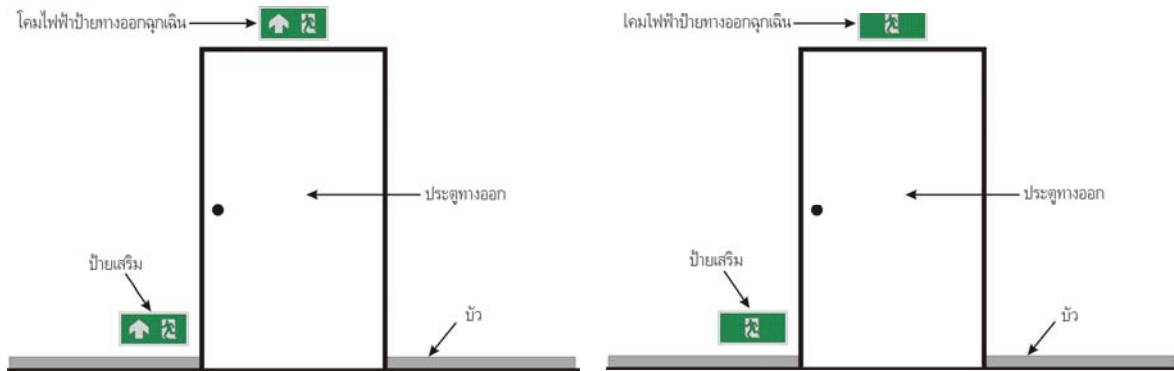 โคมไฟฟ้าป้ายทางออกฉุกเฉิน
ประตูทางออก
ป้ายเสริม
บัว
โคมไฟฟ้าป้ายทางออกฉุกเฉิน
ประตูทางออก
ป้ายเสริม
บัว